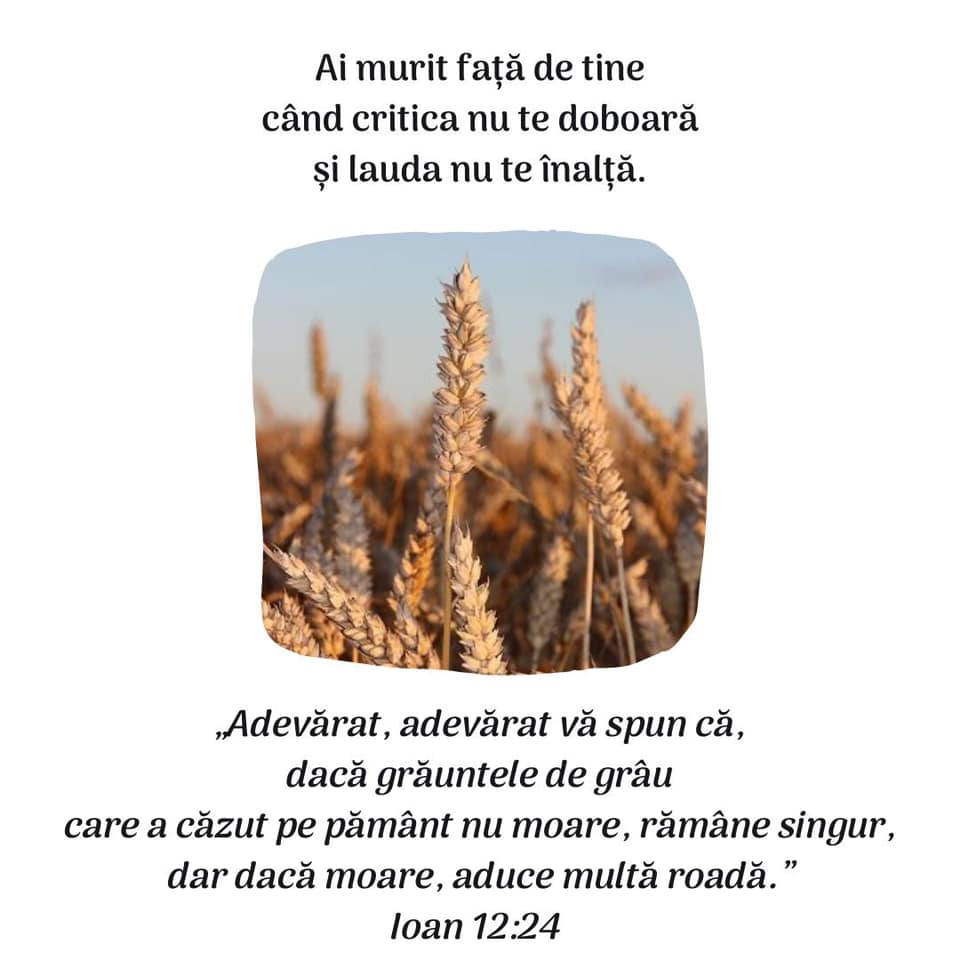 Ai murit față de tine
când critica nu te doboară
și lauda nu te înalță.
„Adevărat, adevărat vă spun că,
dacă grăuntele de grâu
care a căzut pe pământ nu moare, rămâne singur,
dar dacă moare, aduce multă roadă.”
Ioan 12:24